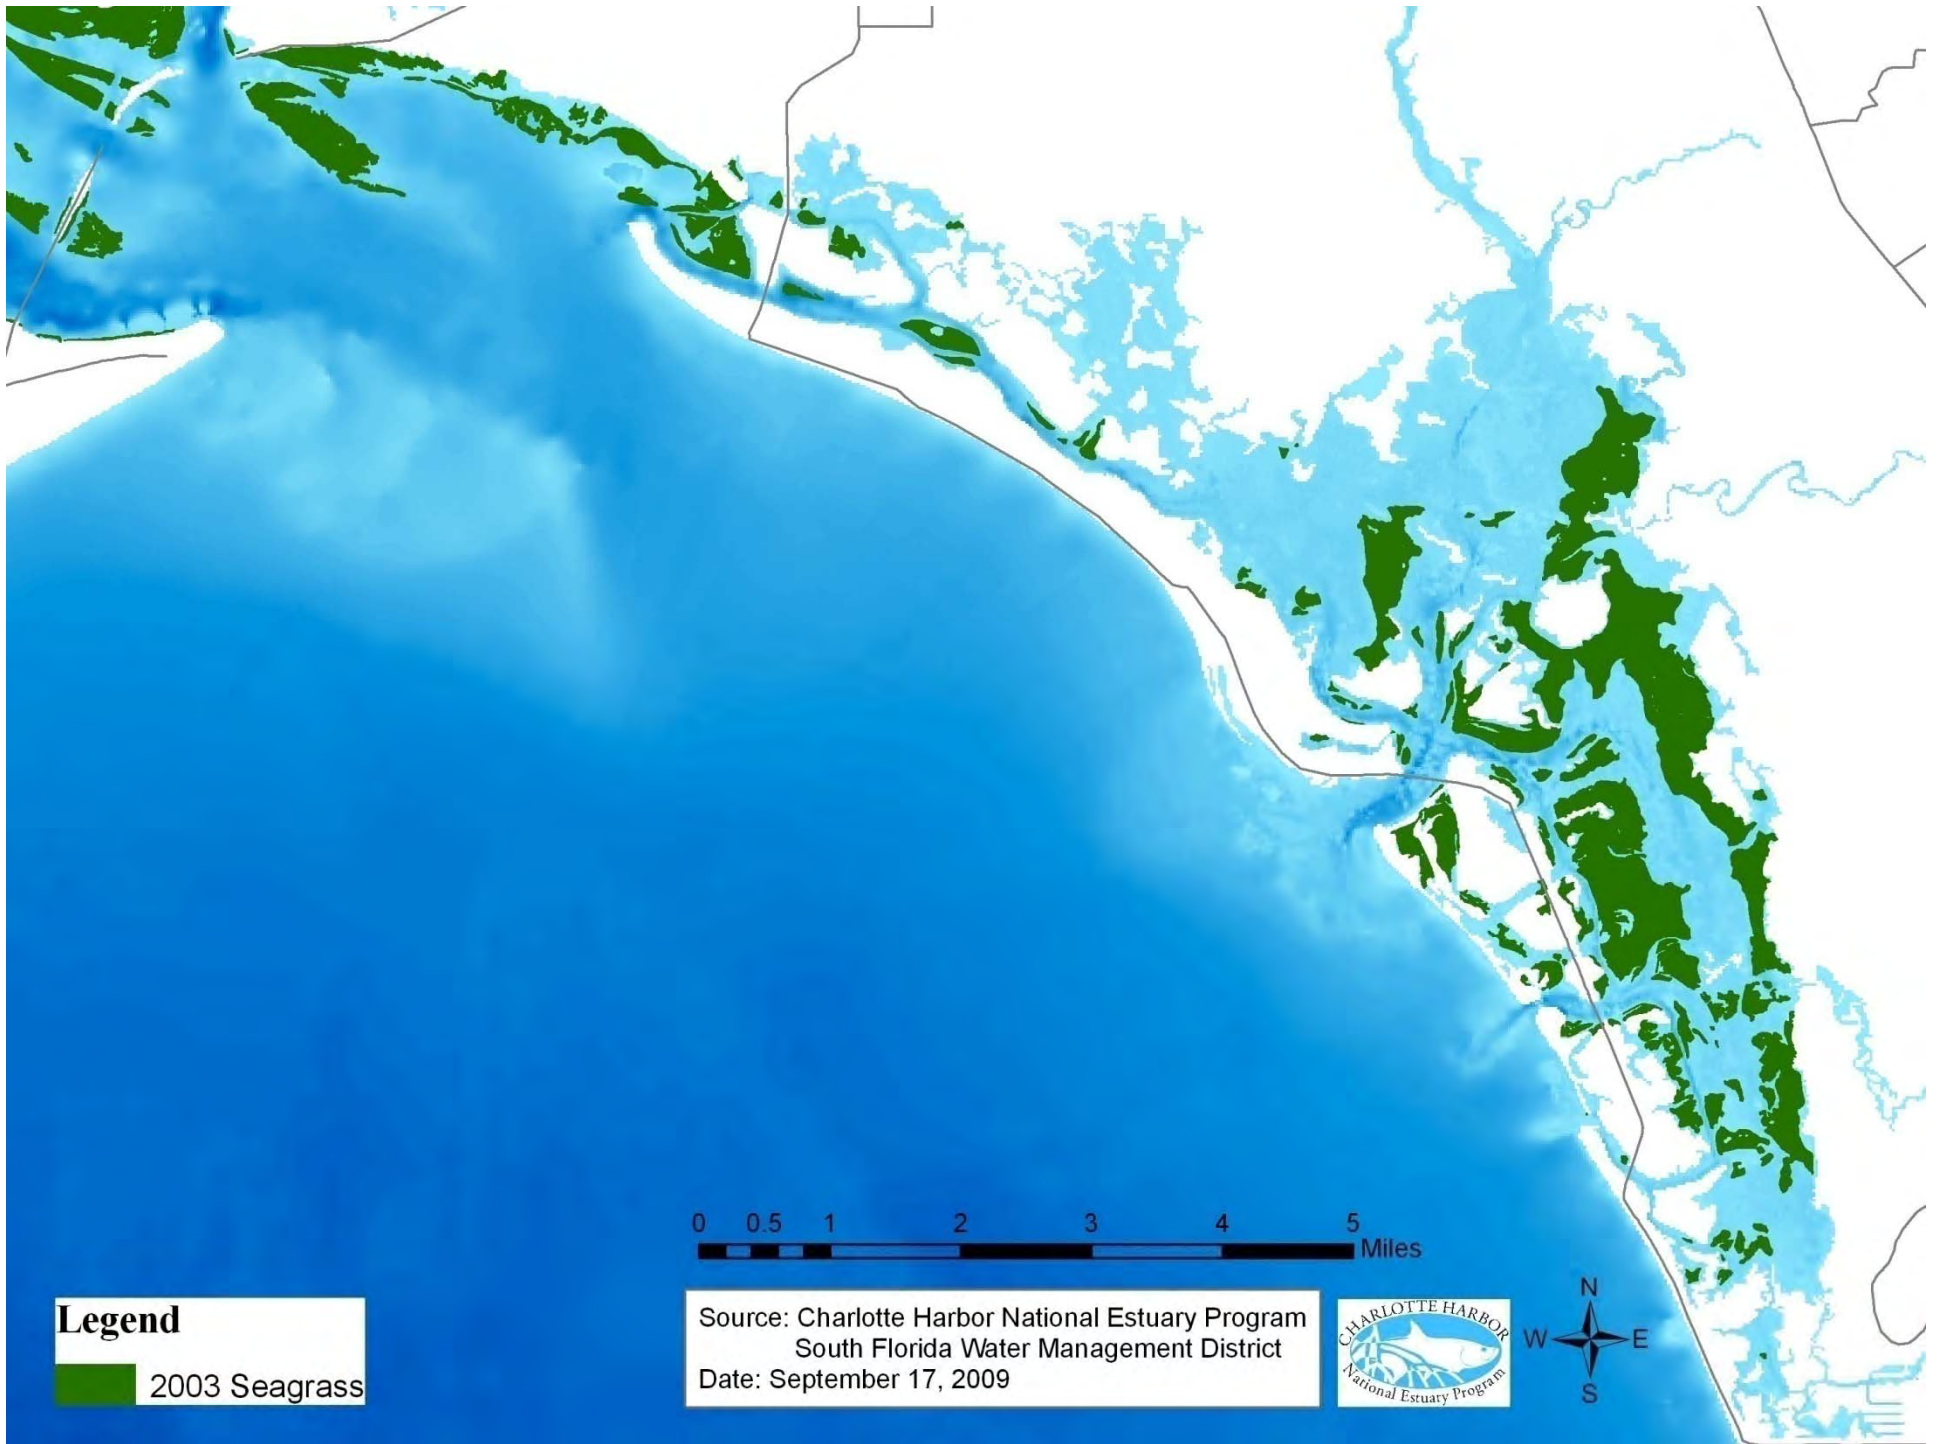 0 0.5 1 2 3 4 5
Miles
Legend
2003 Seagrass
Source: Charlotte Harbor National Estuary Program
South Florida Water Management District
Date: September 17, 2009
CHARLOTTE HARBOR
National Estuary Program
N
W E
S